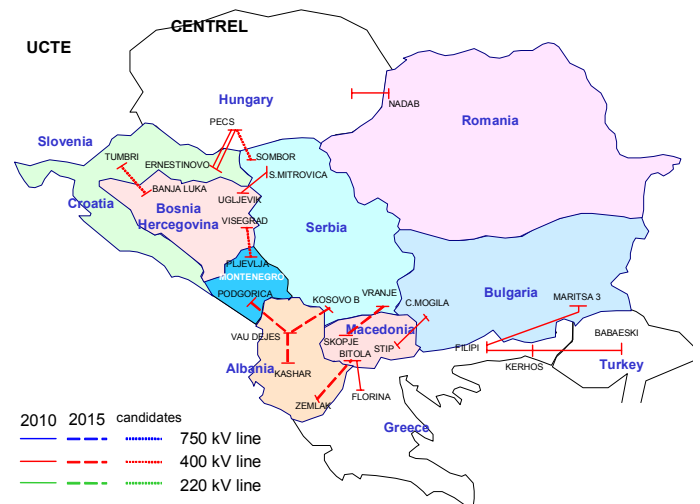 CENTREL
UCTE
Hungary
NADAB
PECS
Romania
Slovenia
TUMBRI
ERNESTINOVO
SOMBOR
S.MITROVICA
BANJA LUKA
UGLJEVIK
Croatia
Bosnia
Hercegovina
VISEGRAD
Serbia
PLJEVLJA
MONTENEGRO
PODGORICA
KOSOVO B
VRANJE
C.MOGILA
Bulgaria
MARITSA 3
VAU DEJES
SKOPJE
Macedonia
STIP
BITOLA
FILIPI
BABAESKI
KERHOS
Turkey
Albania
KASHAR
FLORINA
ZEMLAK
Greece
2010 2015 candidates
750 kV line
400 kV line
220 kV line